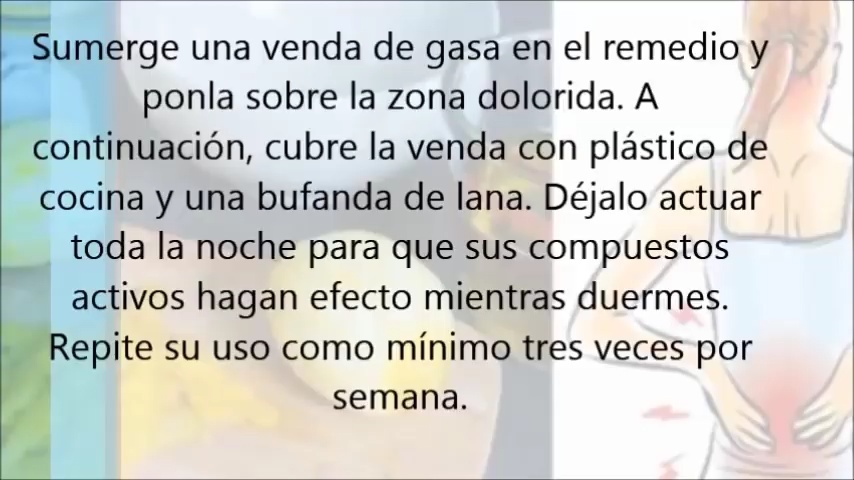 Sumerge una venda de gasa en el remedio y
ponla sobre la zona dolorida. A
continuación, cubre la venda con plástico de
cocina y una bufanda de lana. Déjalo actuar
toda la noche para que sus compuestos
activos hagan efecto mientras duermes.
Repite su uso como mínimo tres veces por
semana.